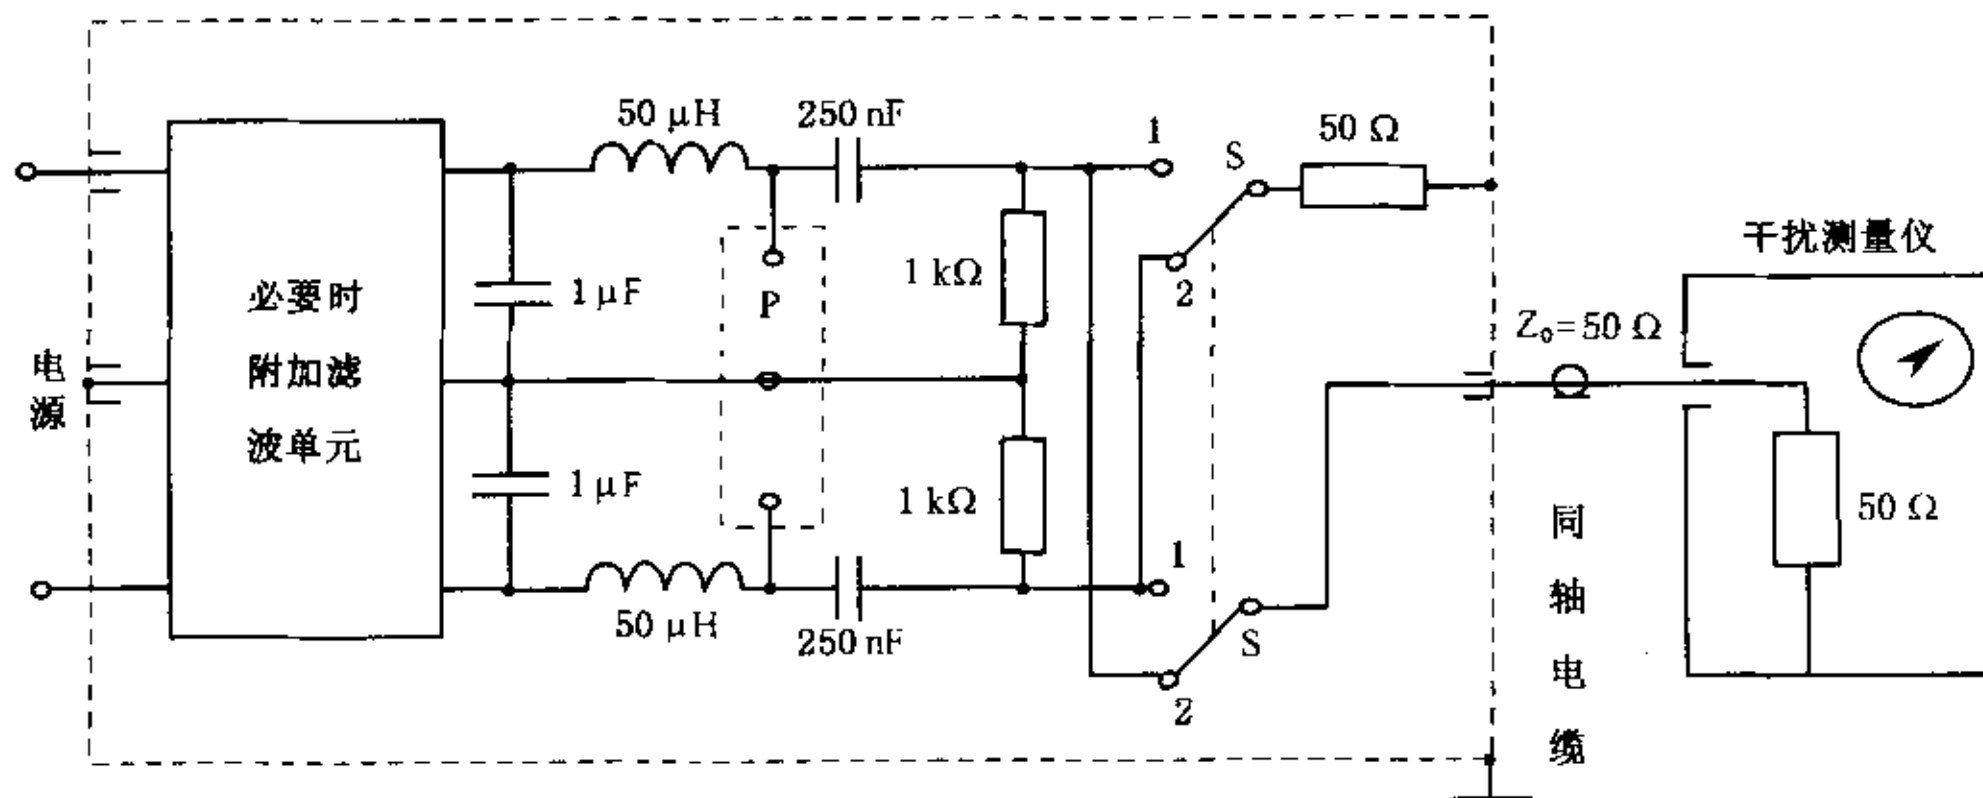 50 μH
250 nF
1
50 Ω
S
干扰测量仪
1 kΩ
2
必要时
1 μF
P
Z₀=50 Ω
电源
附加滤
波单元
1 μF
1 kΩ
50 Ω
同轴电缆
1
50 μH
250 nF
S
2